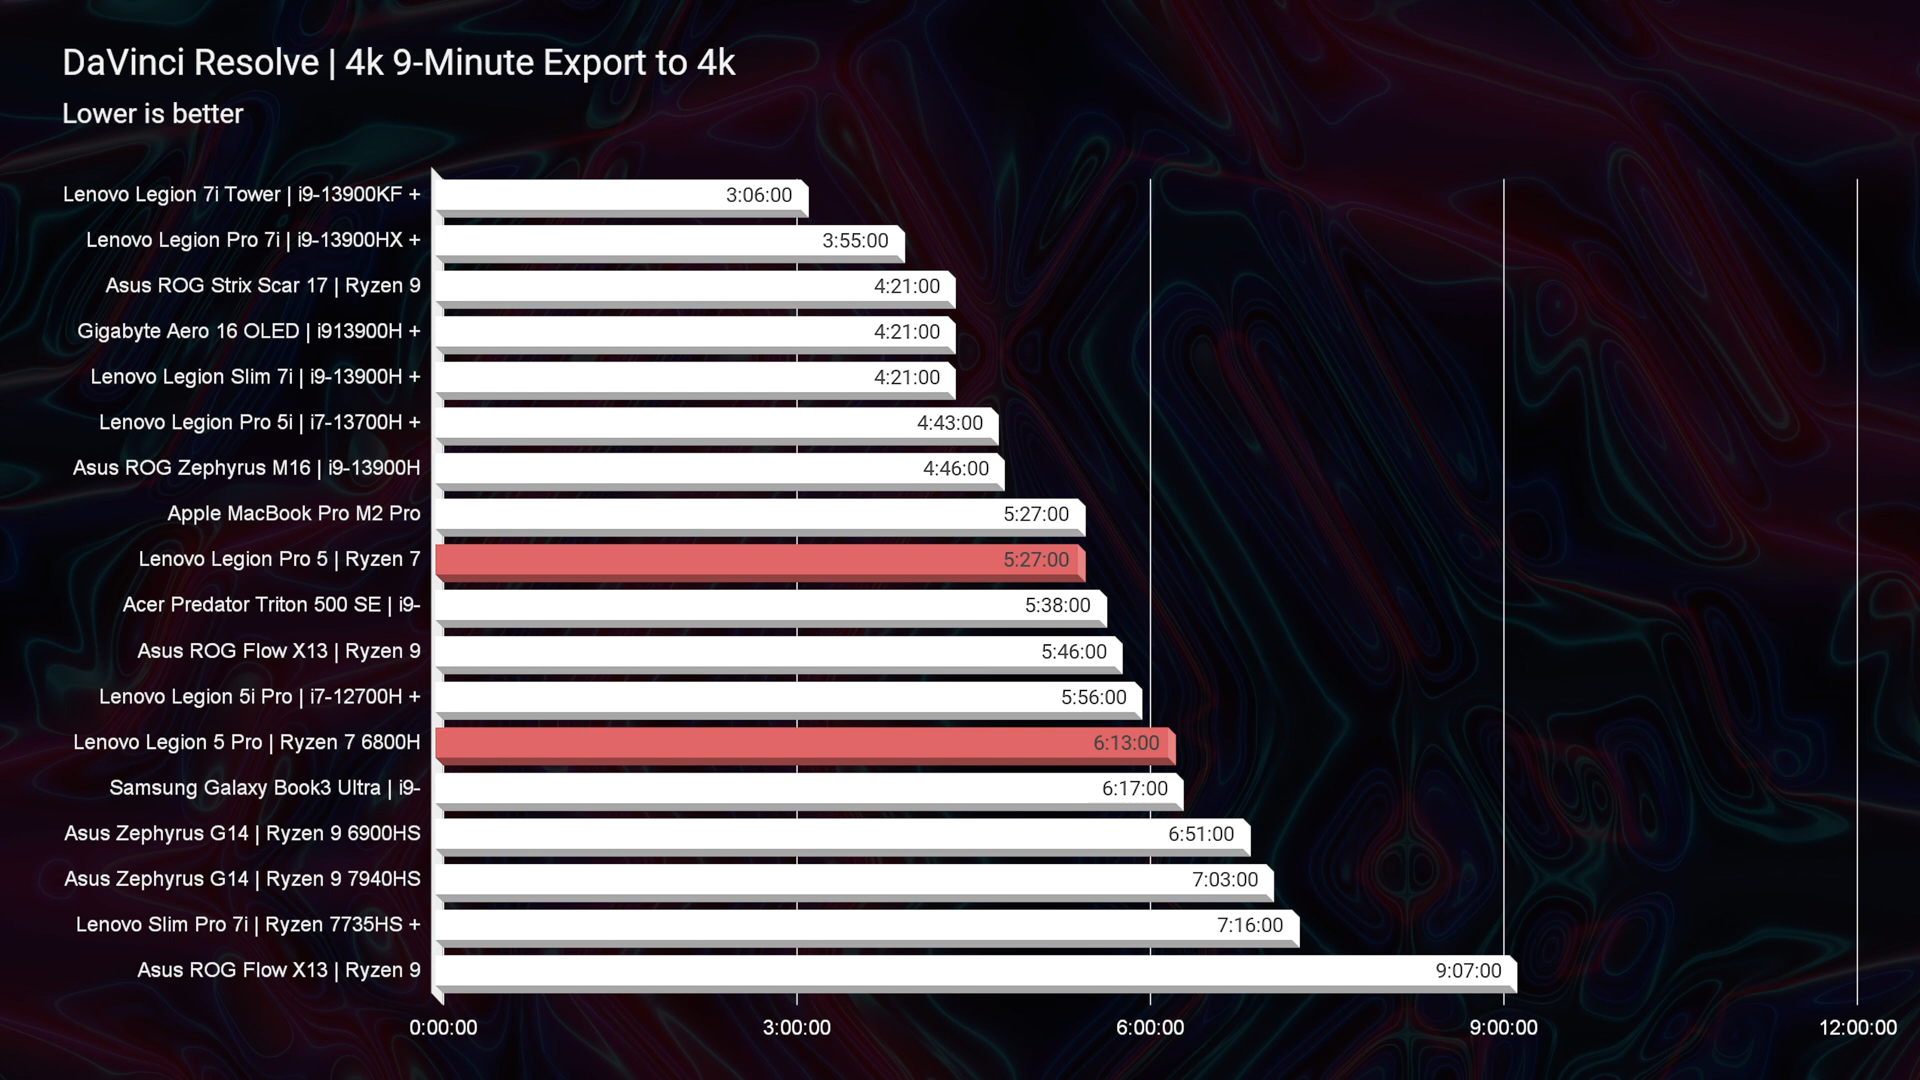 DaVinci Resolve | 4k 9-Minute Export to 4k
Lower is better
Lenovo Legion 7i Tower | i9-13900KF + 3:06:00
Lenovo Legion Pro 7i | i9-13900HX + 3:55:00
Asus ROG Strix Scar 17 | Ryzen 9 4:21:00
Gigabyte Aero 16 OLED | i913900H + 4:21:00
Lenovo Legion Slim 7i | i9-13900H + 4:21:00
Lenovo Legion Pro 5i | i7-13700H + 4:43:00
Asus ROG Zephyrus M16 | i9-13900H 4:46:00
Apple MacBook Pro M2 Pro 5:27:00
Lenovo Legion Pro 5 | Ryzen 7 5:27:00
Acer Predator Triton 500 SE | i9- 5:38:00
Asus ROG Flow X13 | Ryzen 9 5:46:00
Lenovo Legion 5i Pro | i7-12700H + 5:56:00
Lenovo Legion 5 Pro | Ryzen 7 6800H 6:13:00
Samsung Galaxy Book3 Ultra | i9- 6:17:00
Asus Zephyrus G14 | Ryzen 9 6900HS 6:51:00
Asus Zephyrus G14 | Ryzen 9 7940HS 7:03:00
Lenovo Slim Pro 7i | Ryzen 7735HS + 7:16:00
Asus ROG Flow X13 | Ryzen 9 9:07:00
0:00:00 3:00:00 6:00:00 9:00:00 12:00:00